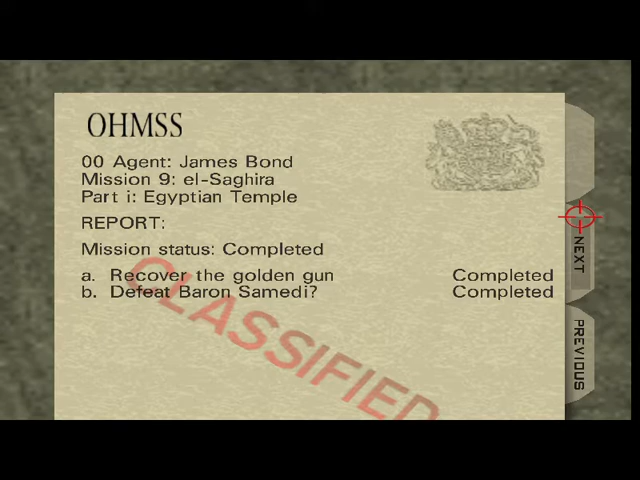 OHMSS
00 Agent: James Bond
Mission 9: el-Saghira
Part i: Egyptian Temple
REPORT:
Mission status: Completed
a. Recover the golden gun Completed
b. Defeat Baron Samedi? Completed
CLASSIFIED
NEXT
PREVIOUS